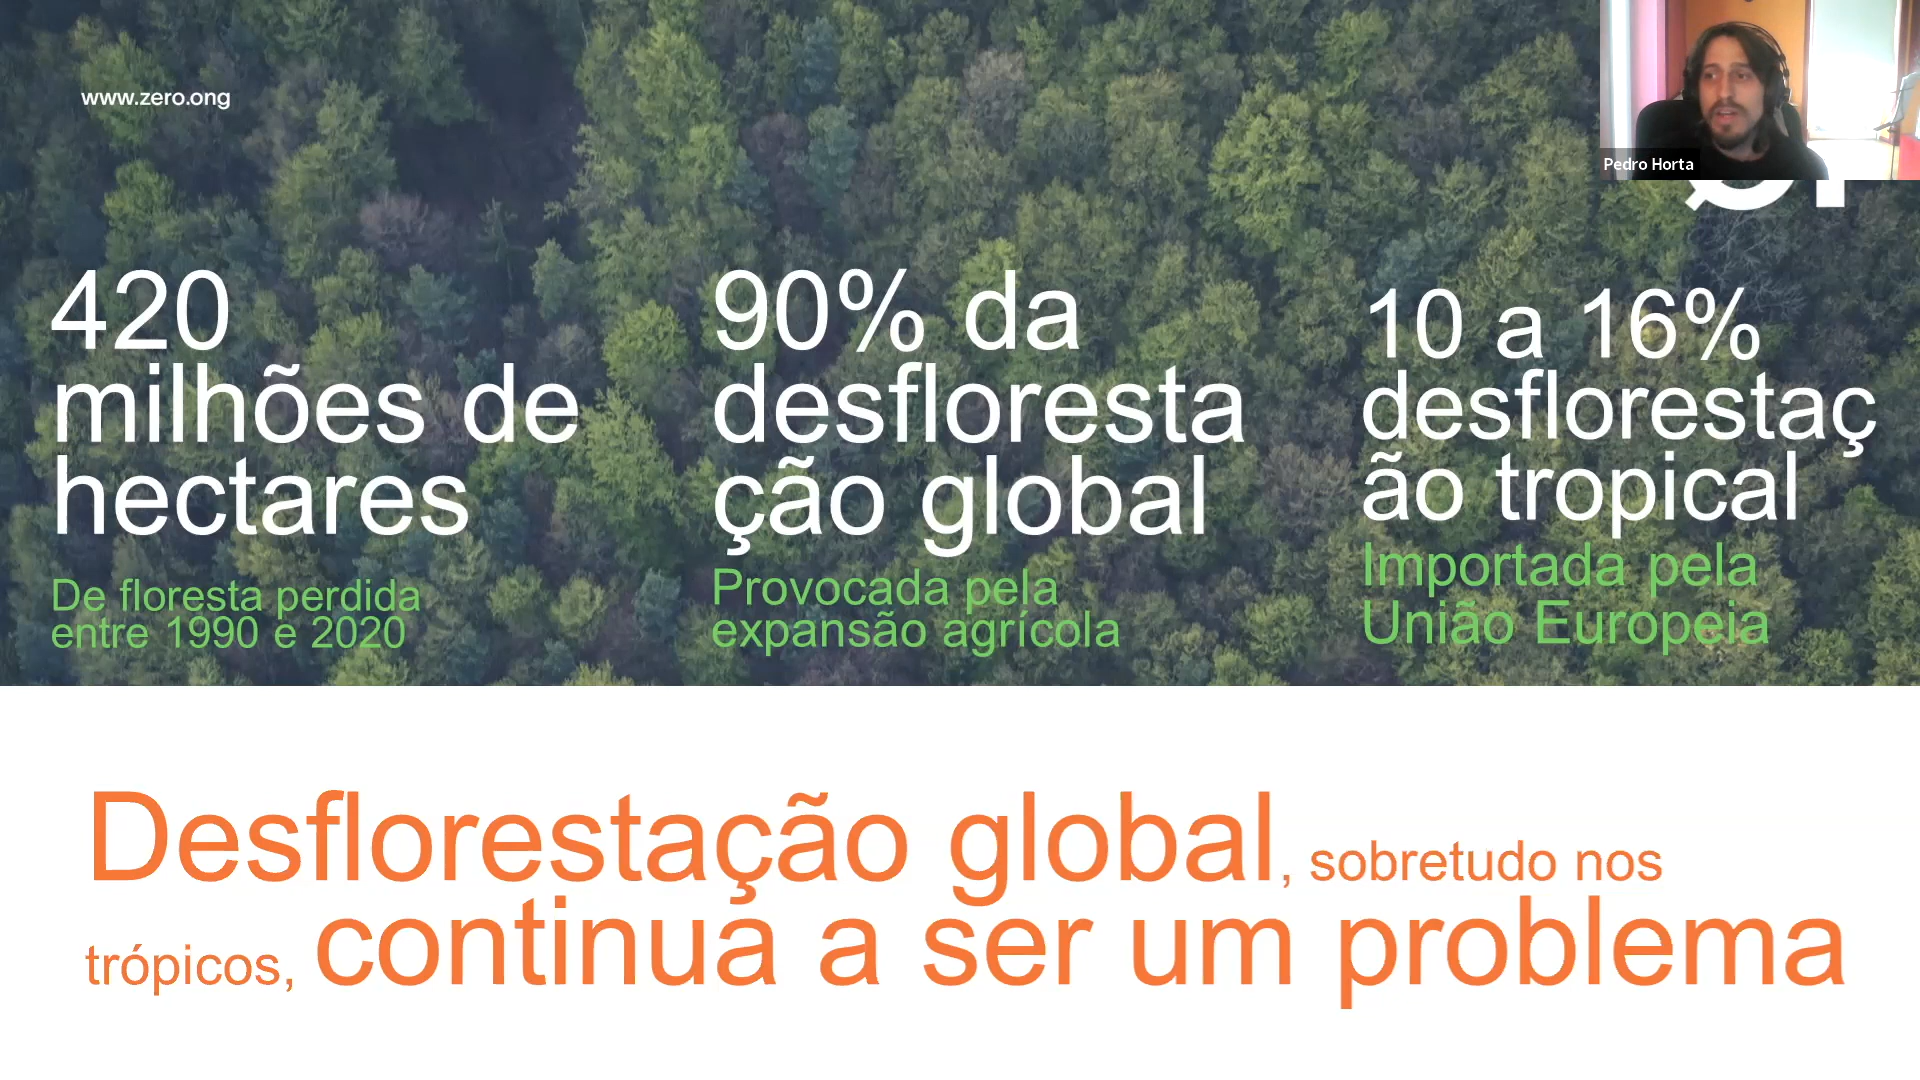 www.zero.ong
Pedro Horta
420
milhões de
hectares
De floresta perdida
entre 1990 e 2020
90% da
desfloresta
ção global
Provocada pela
expansão agrícola
10 a 16%
desflorestaç
ão tropical
Importada pela
União Europeia
Desflorestação global, sobretudo nos
trópicos, continua a ser um problema